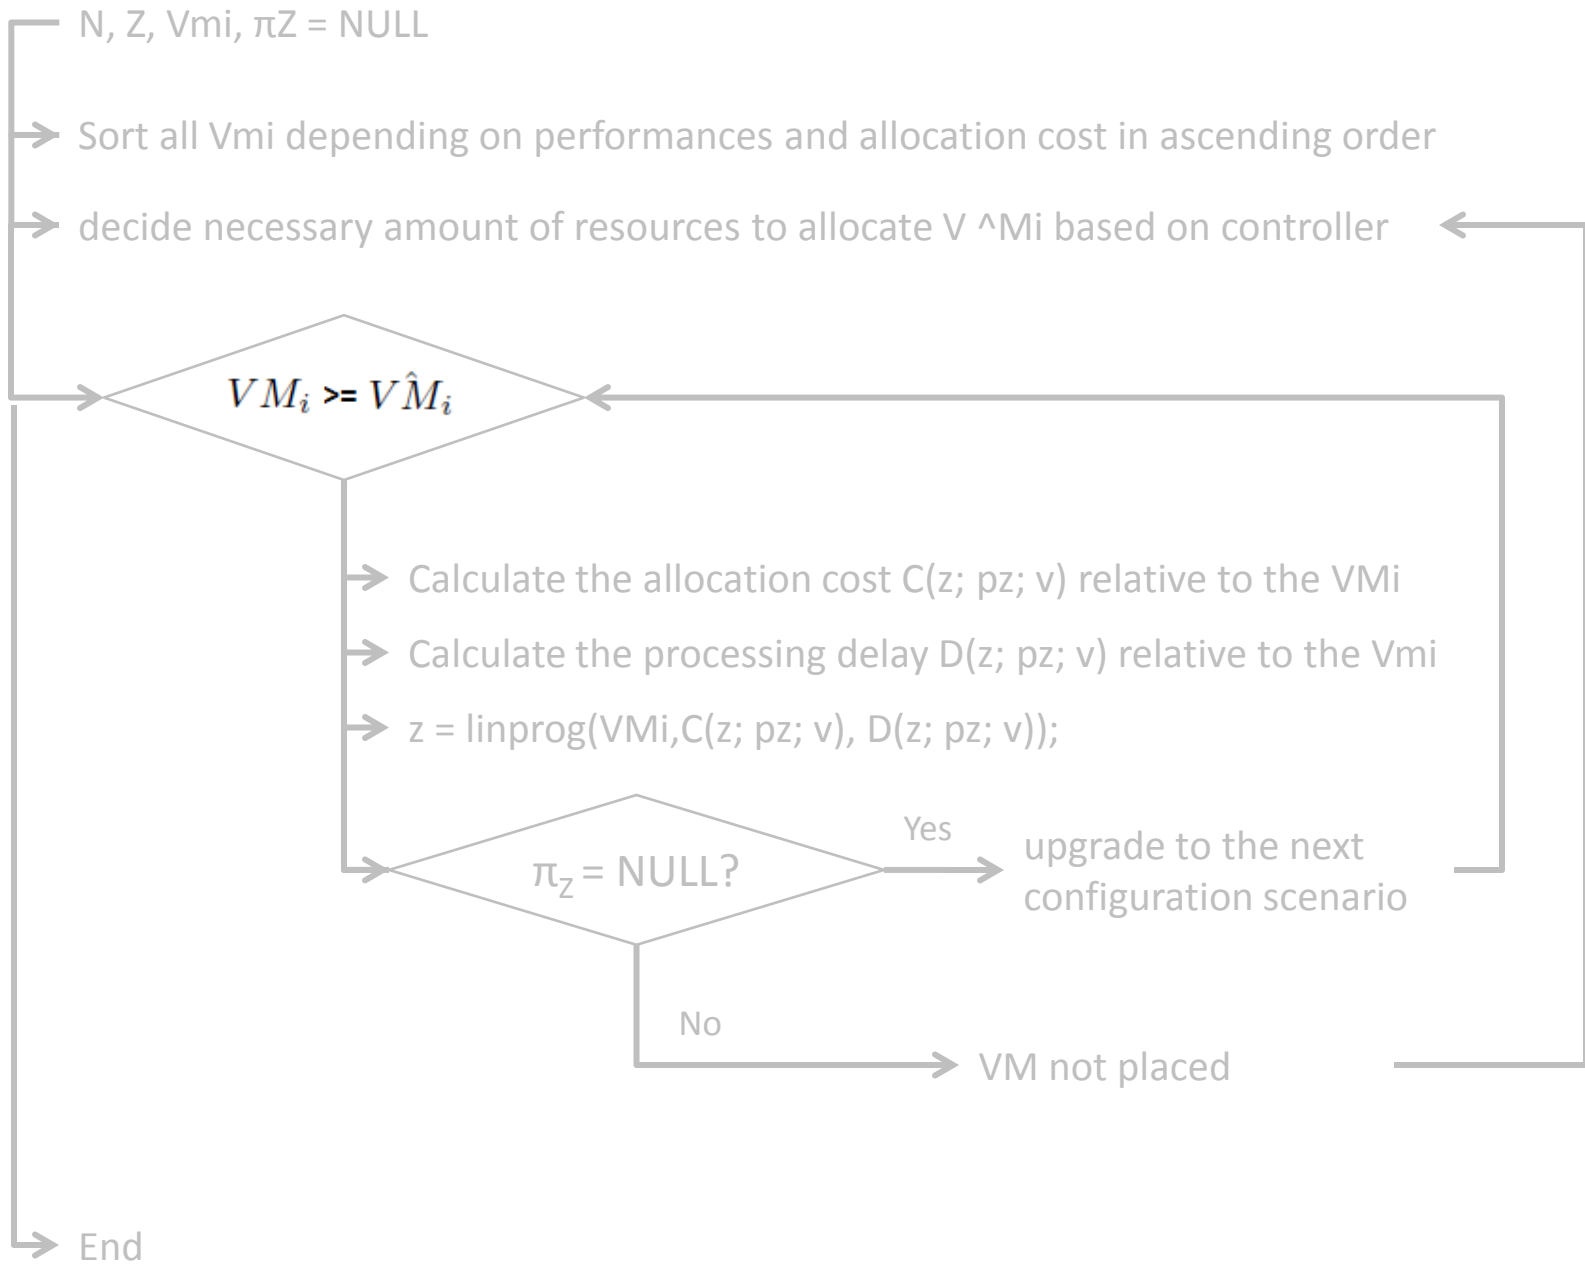 N, Z, Vmi, πZ = NULL
Sort all Vmi depending on performances and allocation cost in ascending order
decide necessary amount of resources to allocate V ^Mi based on controller
VMᵢ >= VM̂ᵢ
Calculate the allocation cost C(z; pz; v) relative to the VMi
Calculate the processing delay D(z; pz; v) relative to the Vmi
z = linprog(VMi,C(z; pz; v), D(z; pz; v));
π_Z = NULL?
Yes
upgrade to the next
configuration scenario
No
VM not placed
End